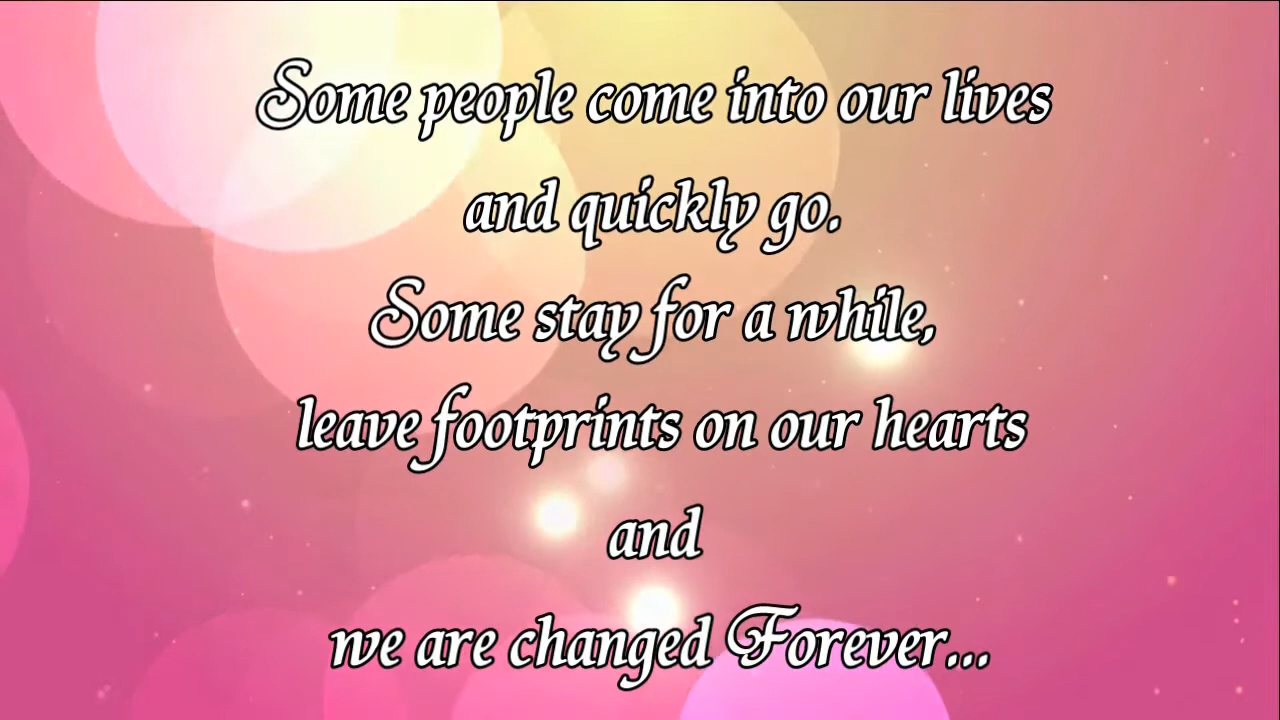 Some people come into our lives
and quickly go.
Some stay for a while,
leave footprints on our hearts
and
we are changed Forever...